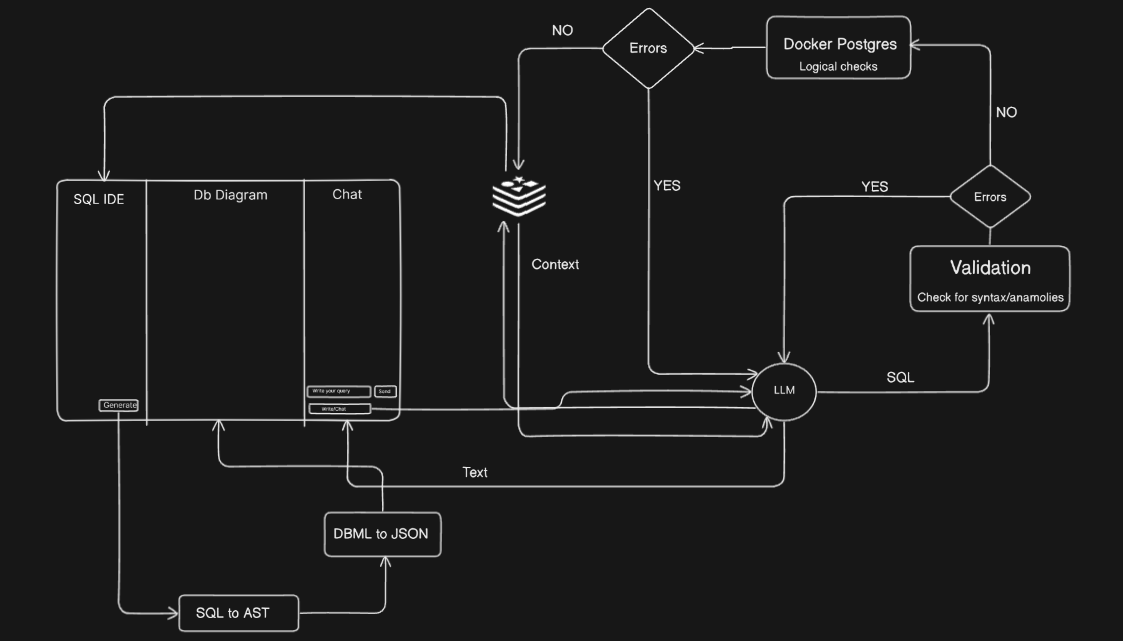 NO
Errors
Docker Postgres
Logical checks
NO
SQL IDE
Db Diagram
Chat
YES
YES
Errors
Context
Validation
Check for syntax/anamolies
Write your query
Send
Generate
Write/Chat
LLM
SQL
Text
DBML to JSON
SQL to AST